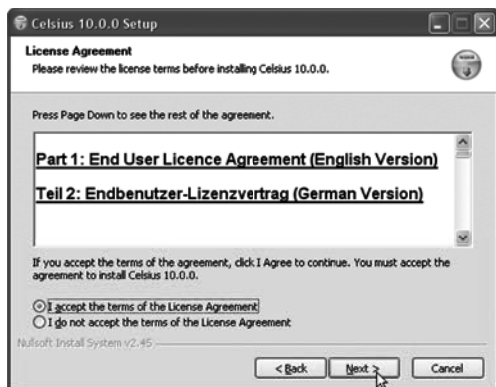 Celsius 10.0.0 Setup
License Agreement
Please review the license terms before installing Celsius 10.0.0.
Press Page Down to see the rest of the agreement.
Part 1: End User Licence Agreement (English Version)
Teil 2: Endbenutzer-Lizenzvertrag (German Version)
If you accept the terms of the agreement, click I Agree to continue. You must accept the
agreement to install Celsius 10.0.0.
I accept the terms of the License Agreement
I do not accept the terms of the License Agreement
Nullsoft Install System v2.45
< Back Next > Cancel